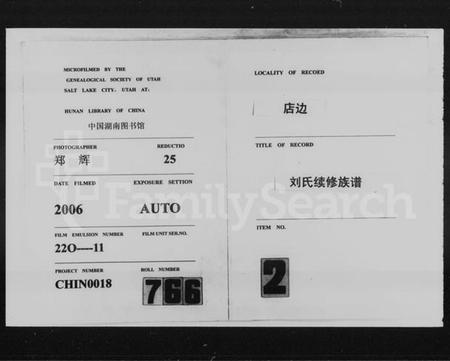 MICROFILMED BY THE
GENEALOGICAL SOCIETY OF UTAH
SALT LAKE CITY, UTAH AT:
HUNAN LIBRARY OF CHINA
中国湖南图书馆
PHOTOGRAPHER REDUCTIO
郑 辉 25
DATE FILMED EXPOSURE SETTION
2006 AUTO
FILM EMULSION NUMBER FILM UNIT SER.NO.
22O----11
PROJECT NUMBER ROLL NUMBER
CHIN0018 766
LOCALITY OF RECORD
店边
TITLE OF RECORD
刘氏续修族谱
ITEM NO.
2
FamilySearch